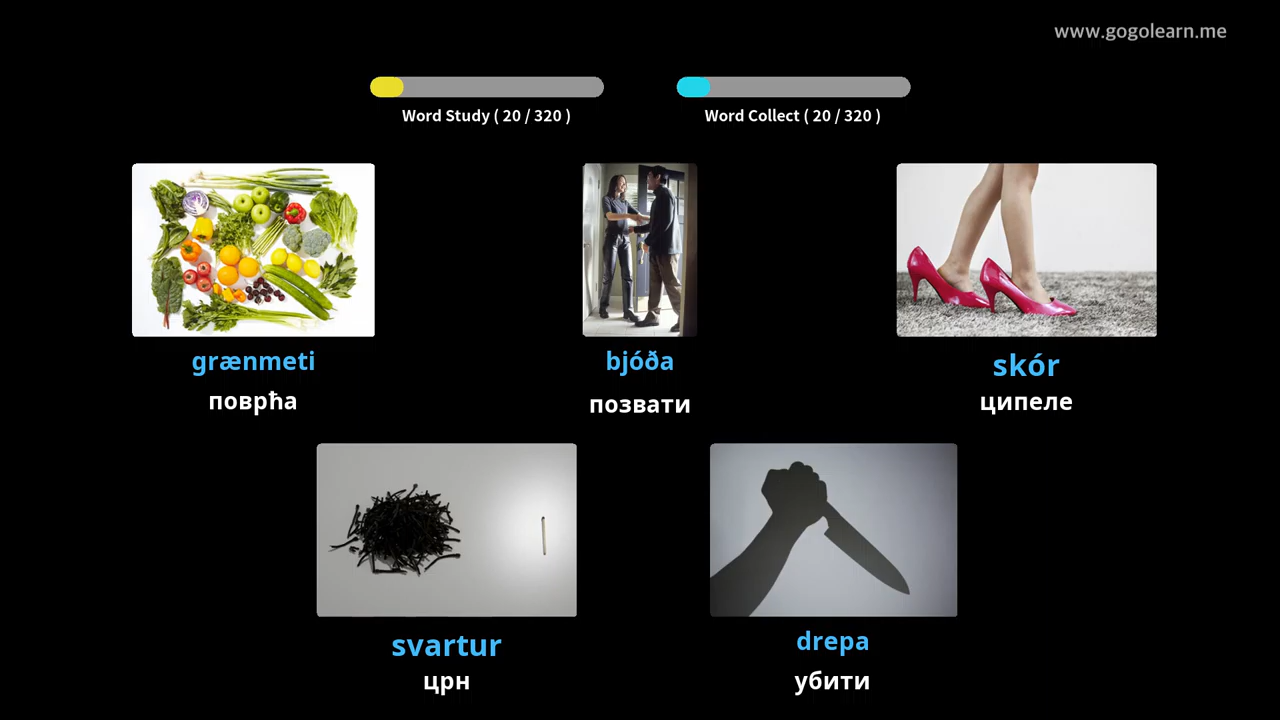 www.gogolearn.me
Word Study ( 20 / 320 )
Word Collect ( 20 / 320 )
grænmeti
поврћа
bjóða
позвати
skór
ципеле
svartur
црн
drepa
убити